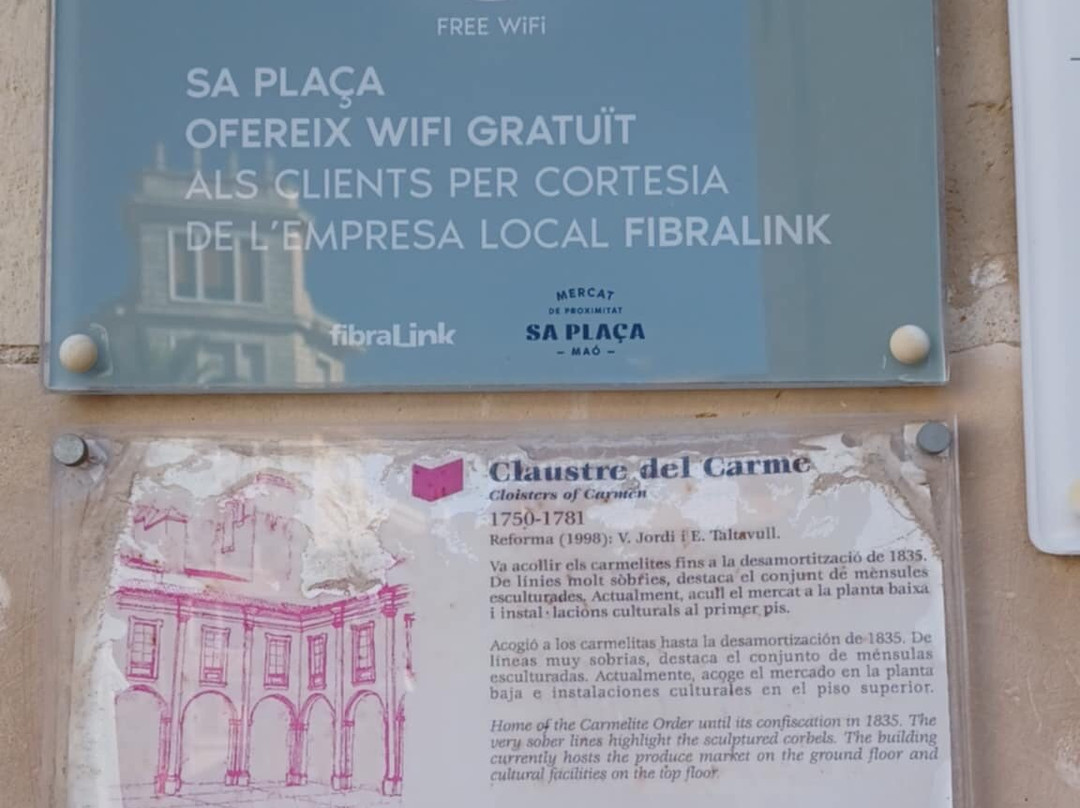 FREE WiFi
SA PLAÇA
OFEREIX WIFI GRATUÏT
ALS CLIENTS PER CORTESIA
DE L'EMPRESA LOCAL FIBRALINK
fibraLink
MERCAT
DE PROXIMITAT
SA PLAÇA
– MAÓ –
Claustre del Carme
Cloisters of Carmen
1750-1781
Reforma (1998): V. Jordi i E. Taltavull.
Va acollir els carmelites fins a la desamortització de 1835.
De línies molt sòbries, destaca el conjunt de mènsules
esculturades. Actualment, acull el mercat a la planta baixa
i instal·lacions culturals al primer pis.
Acogió a los carmelitas hasta la desamortización de 1835. De
líneas muy sobrias, destaca el conjunto de ménsulas
esculturadas. Actualmente, acoge el mercado en la planta
baja e instalaciones culturales en el piso superior.
Home of the Carmelite Order until its confiscation in 1835. The
very sober lines highlight the sculptured corbels. The building
currently hosts the produce market on the ground floor and
cultural facilities on the top floor.